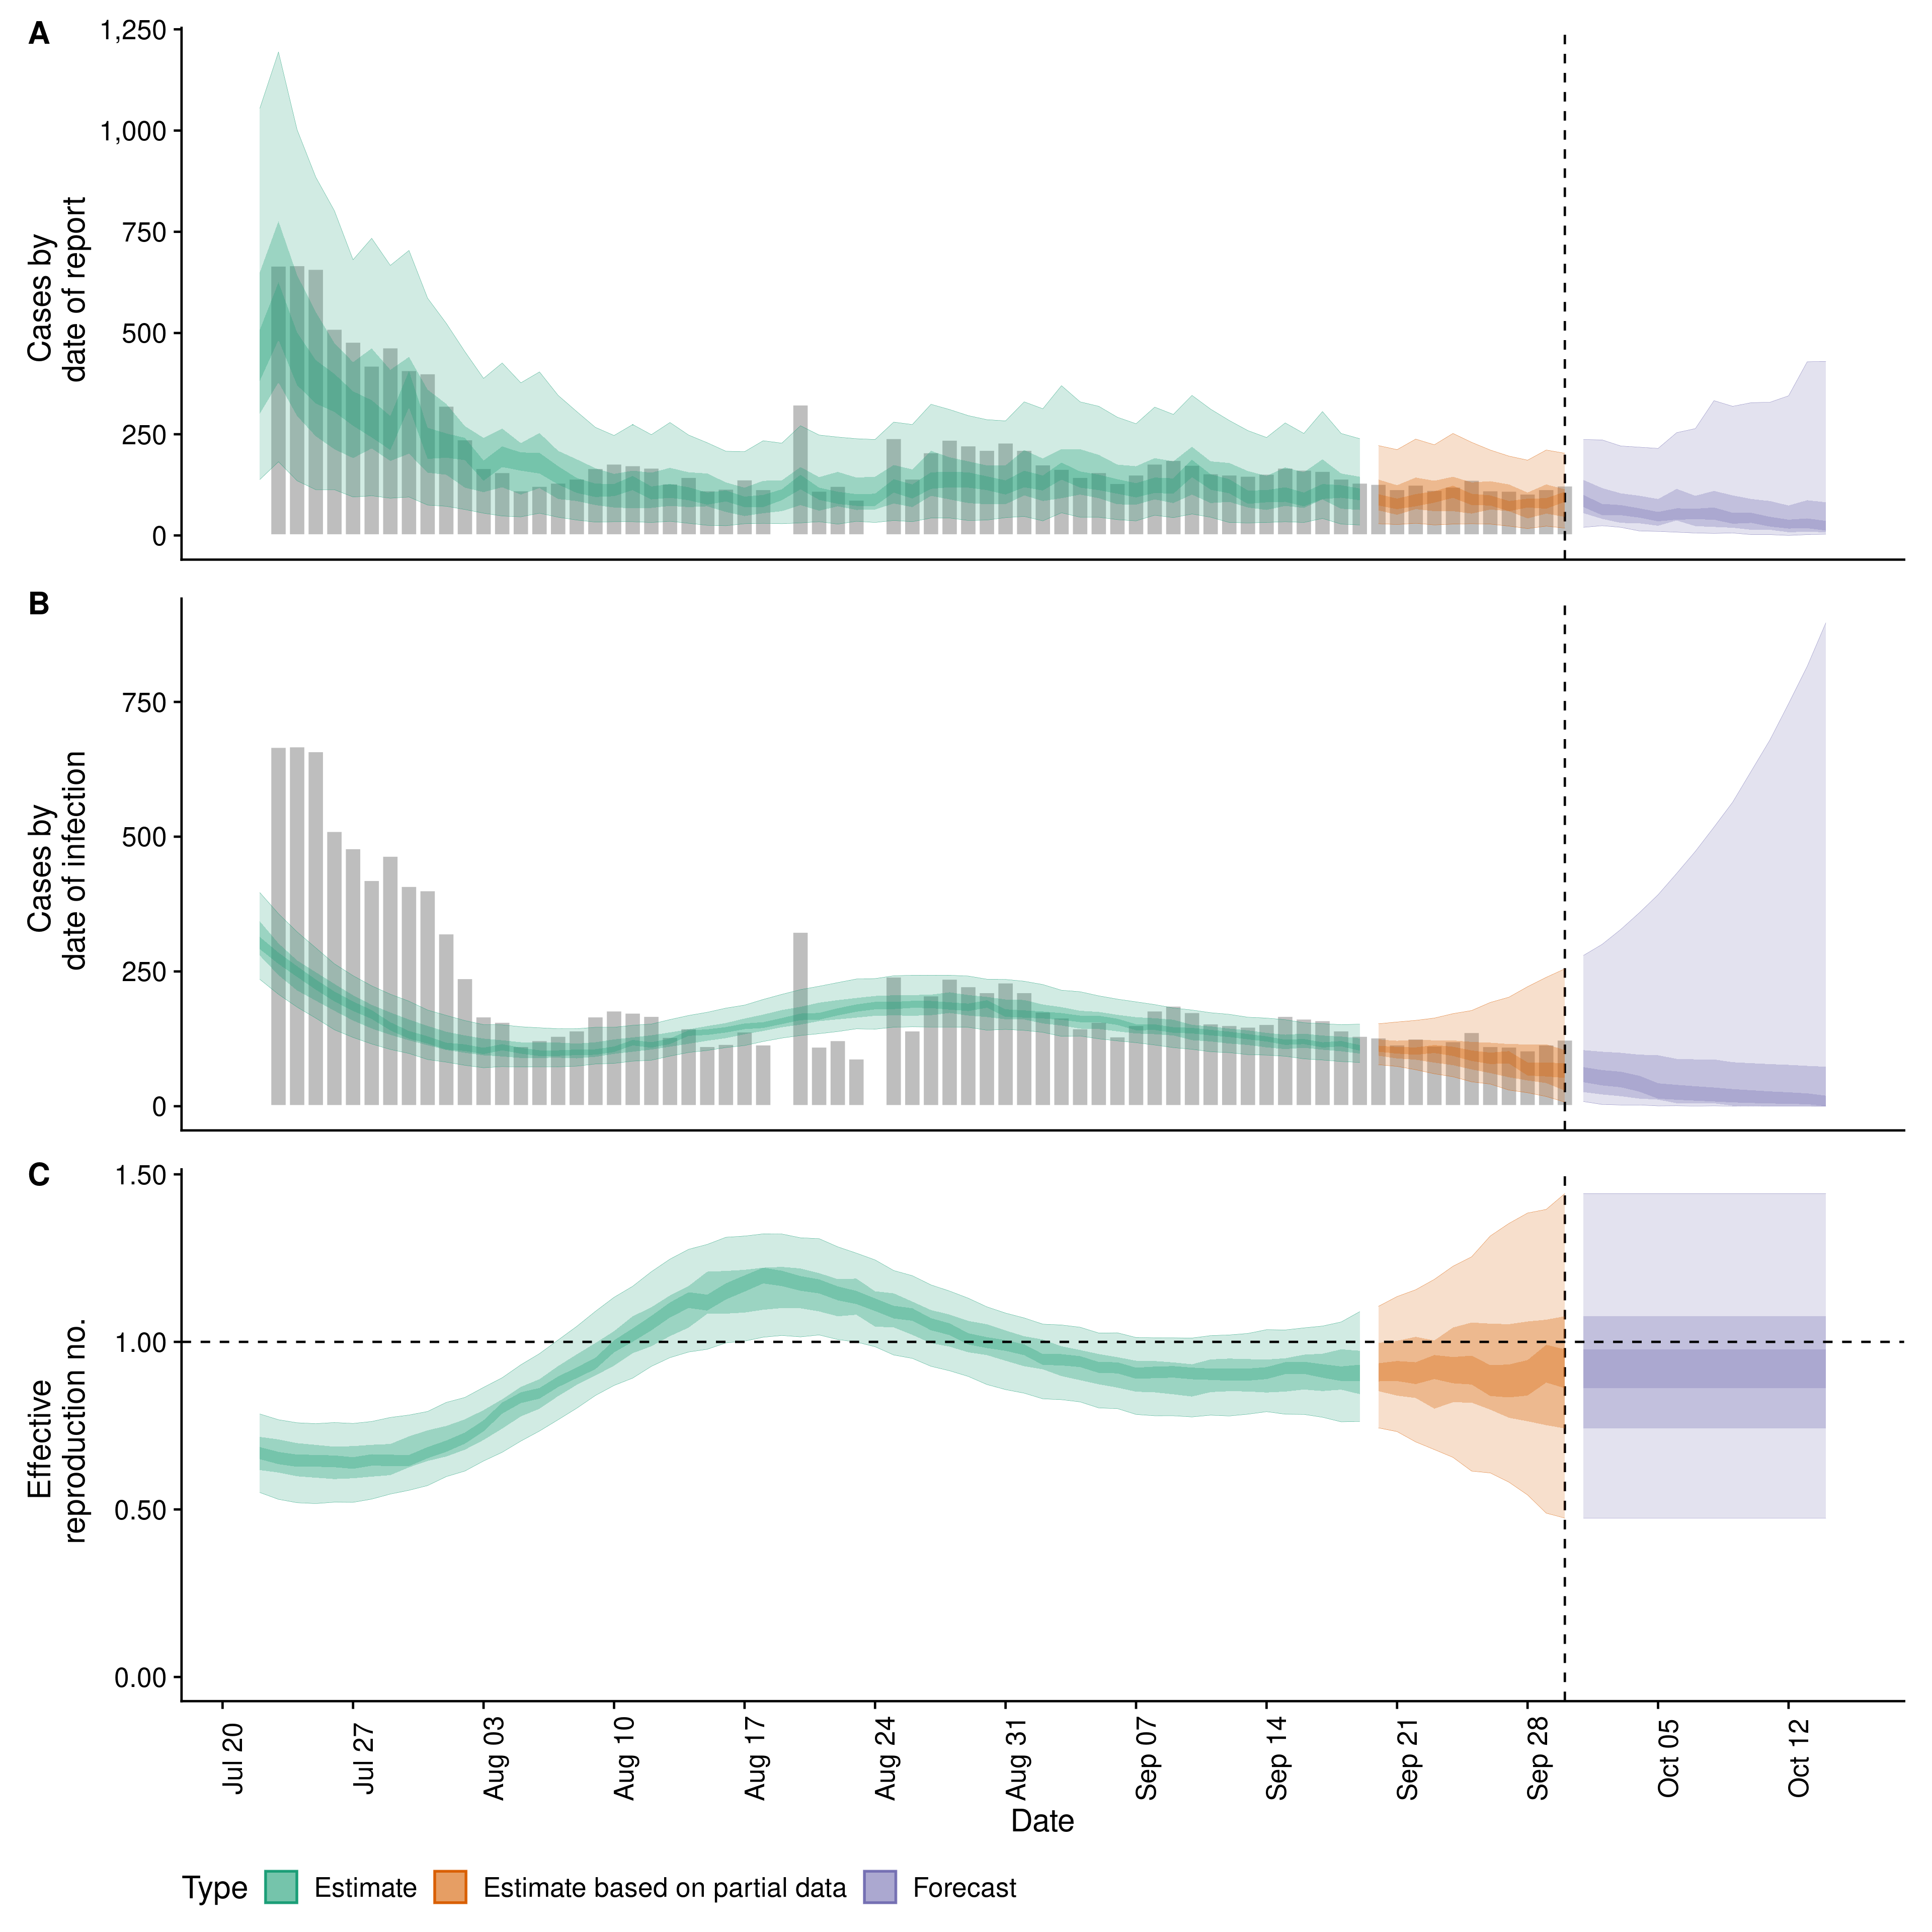 A
1,250
1,000
750
500
250
0
Cases by
date of report
B
750
500
250
0
Cases by
date of infection
C
1.50
1.00
0.50
0.00
Effective
reproduction no.
Jul 20
Jul 27
Aug 03
Aug 10
Aug 17
Aug 24
Aug 31
Sep 07
Sep 14
Sep 21
Sep 28
Oct 05
Oct 12
Date
Type Estimate Estimate based on partial data Forecast